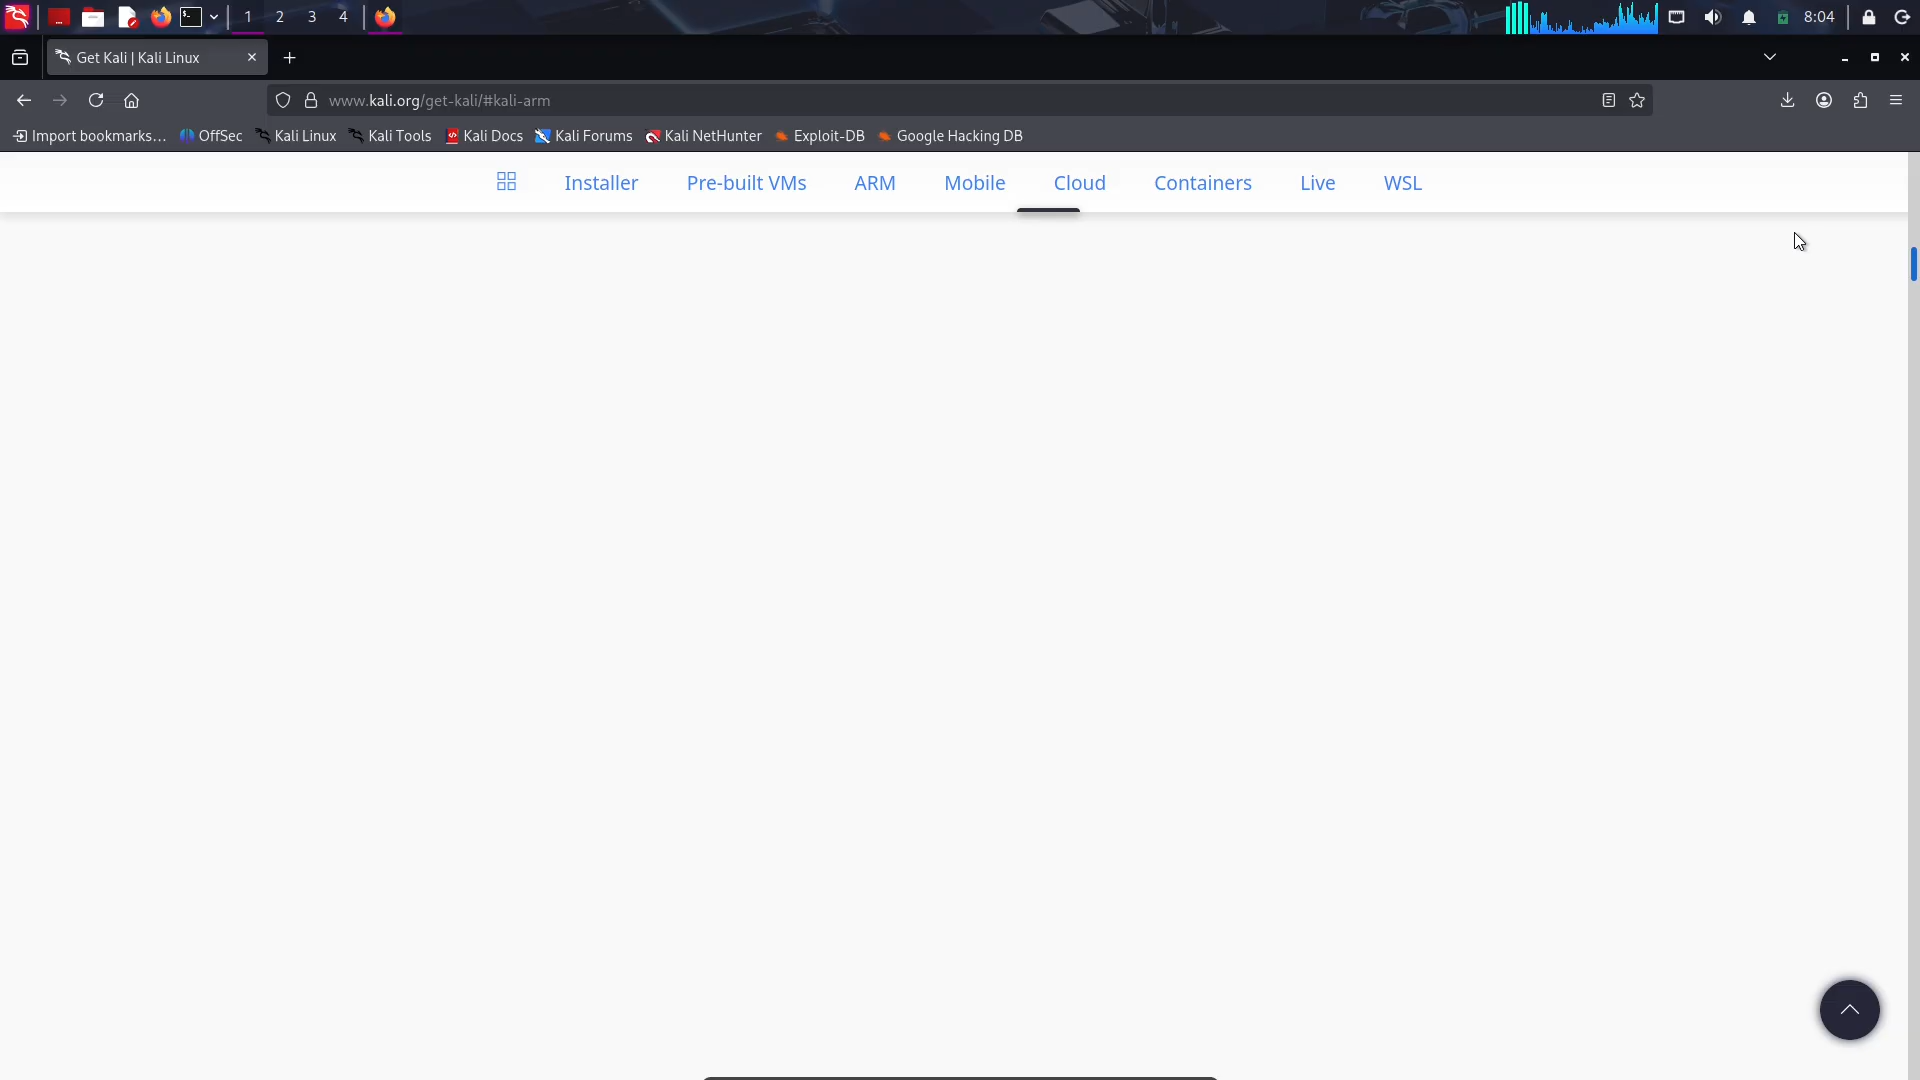 1 2 3 4 8:04
Get Kali | Kali Linux
www.kali.org/get-kali/#kali-arm
Import bookmarks... OffSec Kali Linux Kali Tools Kali Docs Kali Forums Kali NetHunter Exploit-DB Google Hacking DB
Installer Pre-built VMs ARM Mobile Cloud Containers Live WSL